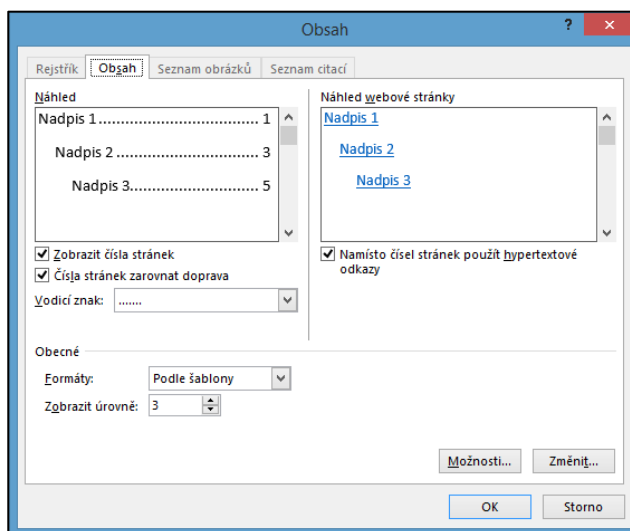 Obsah
?
Rejstřík Obsah Seznam obrázků Seznam citací
Náhled
Nadpis 1....................................... 1
Nadpis 2 .................................. 3
Nadpis 3.............................. 5
Zobrazit čísla stránek
Čísla stránek zarovnat doprava
Vodicí znak: .......
Náhled webové stránky
Nadpis 1
Nadpis 2
Nadpis 3
Namísto čísel stránek použít hypertextové
odkazy
Obecné
Formáty: Podle šablony
Zobrazit úrovně: 3
Možnosti... Změnit...
OK Storno